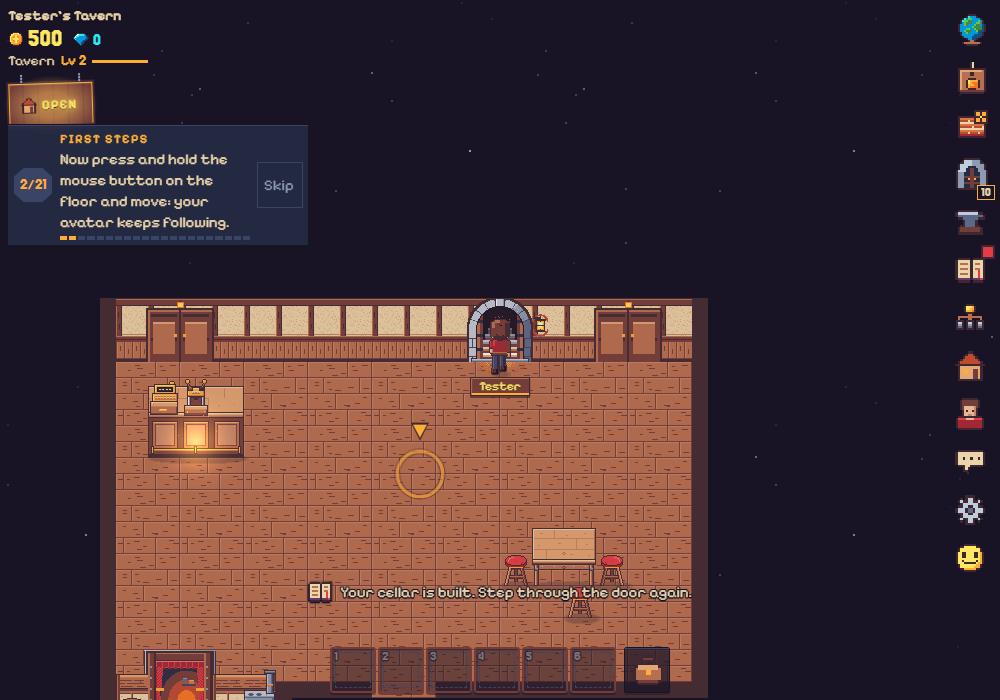 Tester's Tavern
500 0
Tavern Lv 2
OPEN
FIRST STEPS
2/21
Now press and hold the
mouse button on the
floor and move: your
avatar keeps following.
Skip
10
Tester
Your cellar is built. Step through the door again.
1 2 3 4 5 6